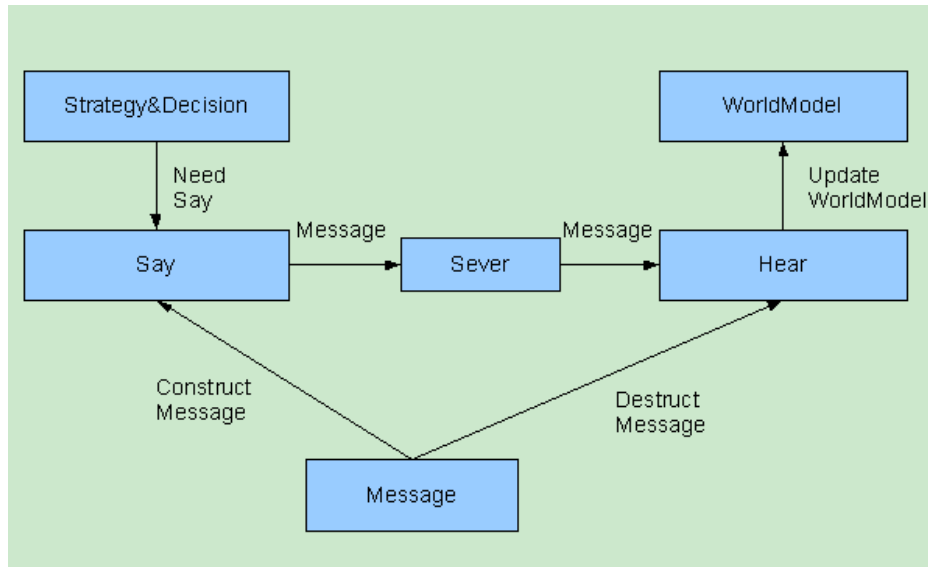 Strategy&Decision
WorldModel
Need
Say
Update
WorldModel
Message
Message
Say
Sever
Hear
Construct
Message
Destruct
Message
Message